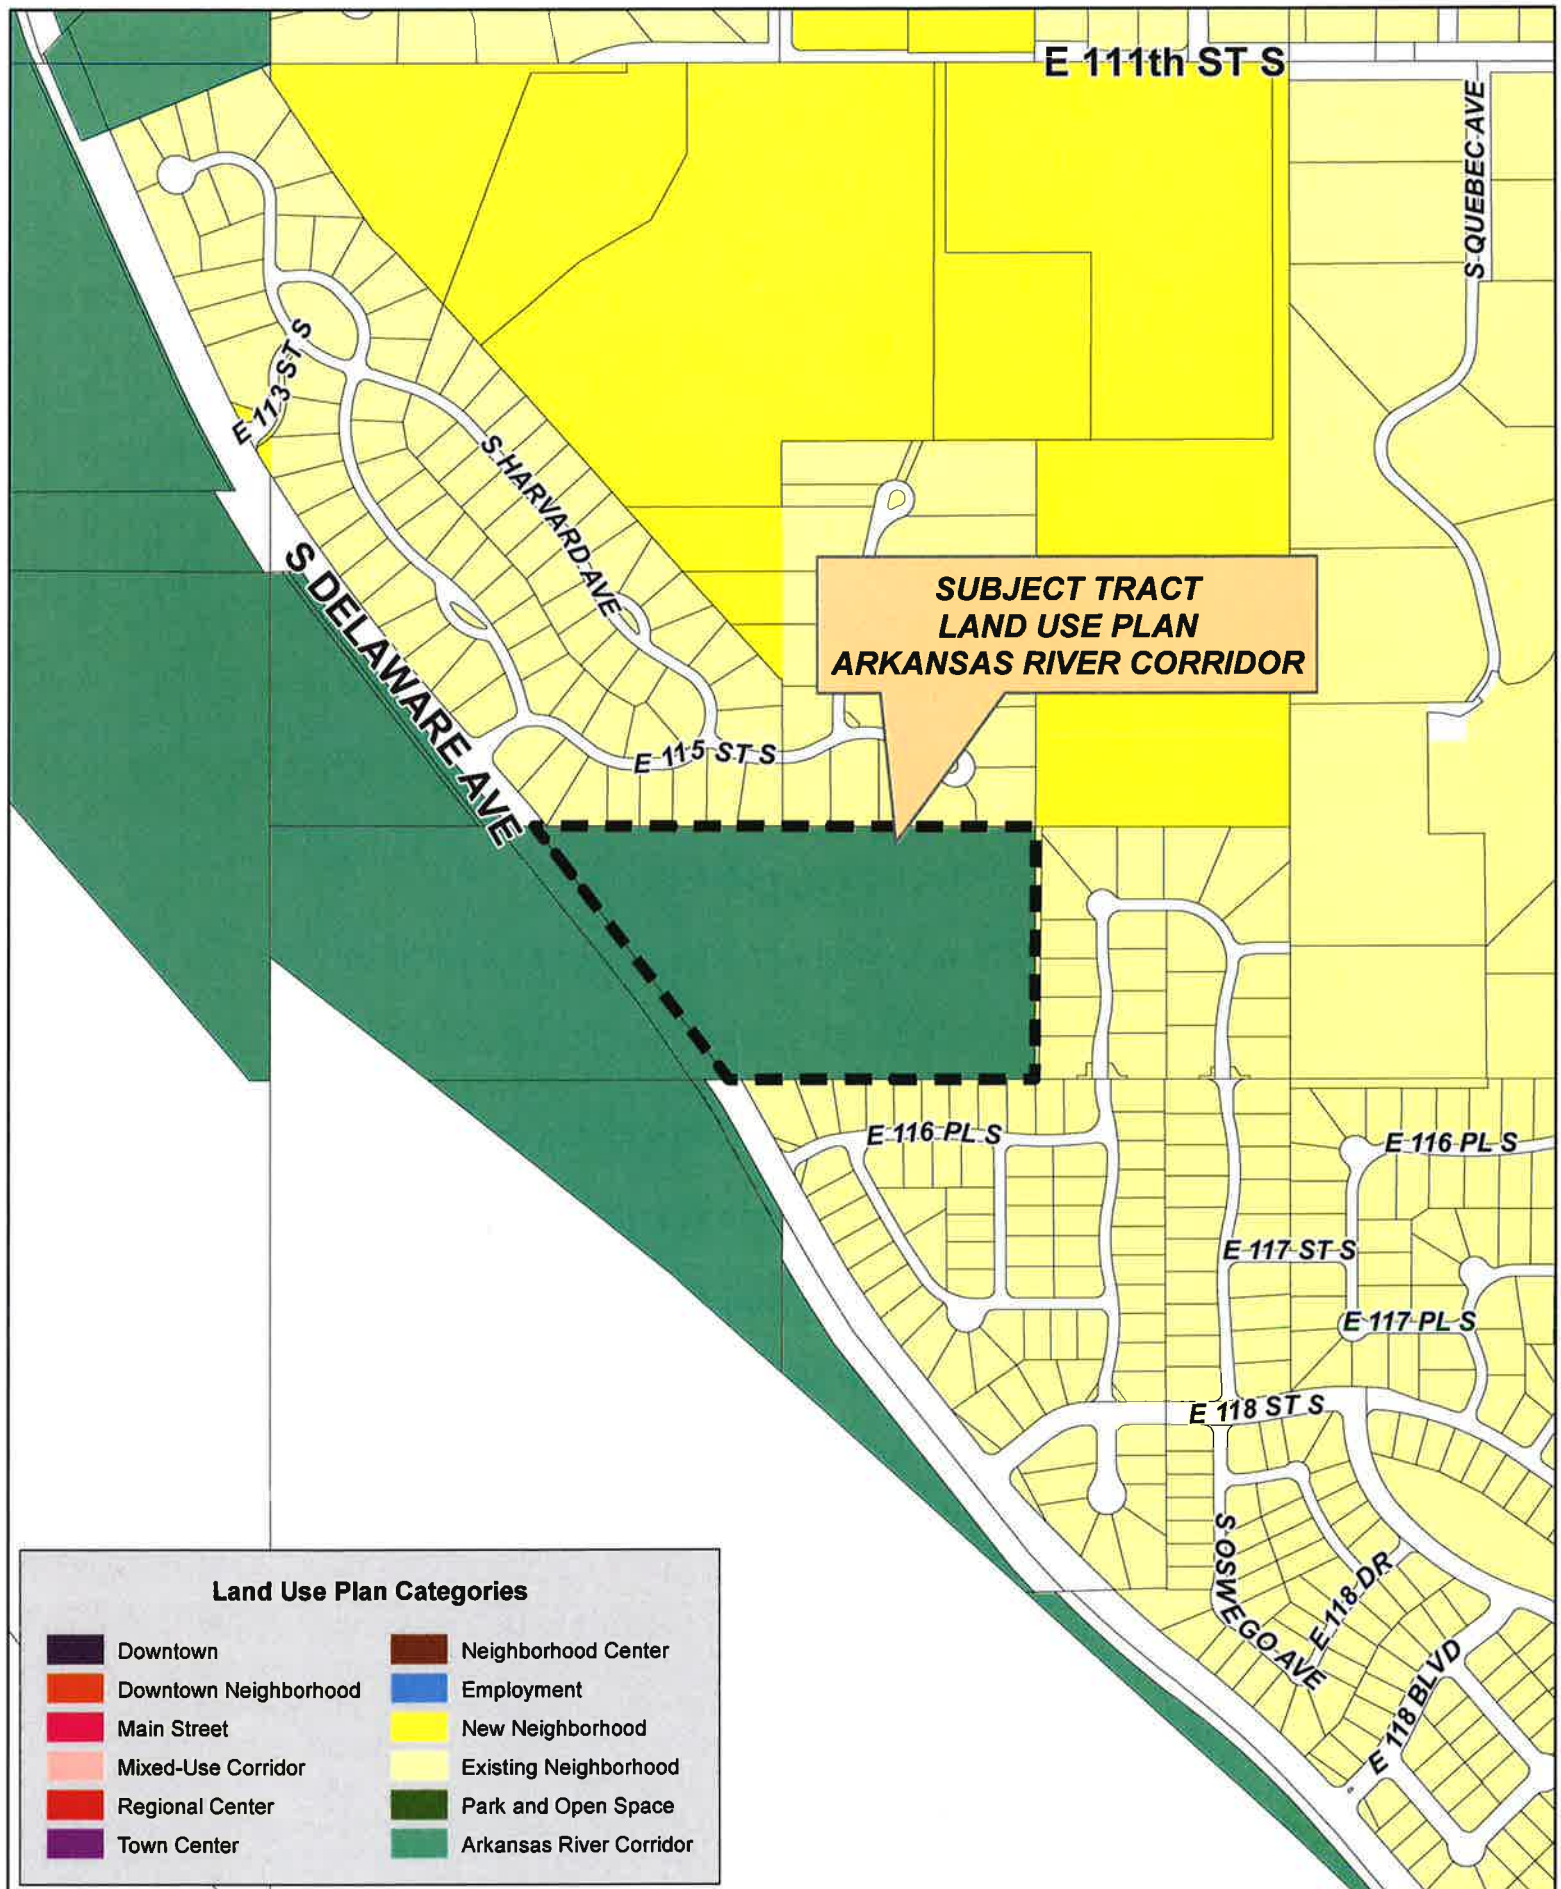 E 111th ST S
S QUEBEC AVE
E 113 ST S
S HARVARD AVE
S DELAWARE AVE
SUBJECT TRACT
LAND USE PLAN
ARKANSAS RIVER CORRIDOR
E 115 ST S
E 116 PL S
E 116 PL S
E 117 ST S
E 117 PL S
E 118 ST S
S OSWEGO AVE
E 118 DR
E 118 BLVD
Land Use Plan Categories
Downtown
Downtown Neighborhood
Main Street
Mixed-Use Corridor
Regional Center
Town Center
Neighborhood Center
Employment
New Neighborhood
Existing Neighborhood
Park and Open Space
Arkansas River Corridor